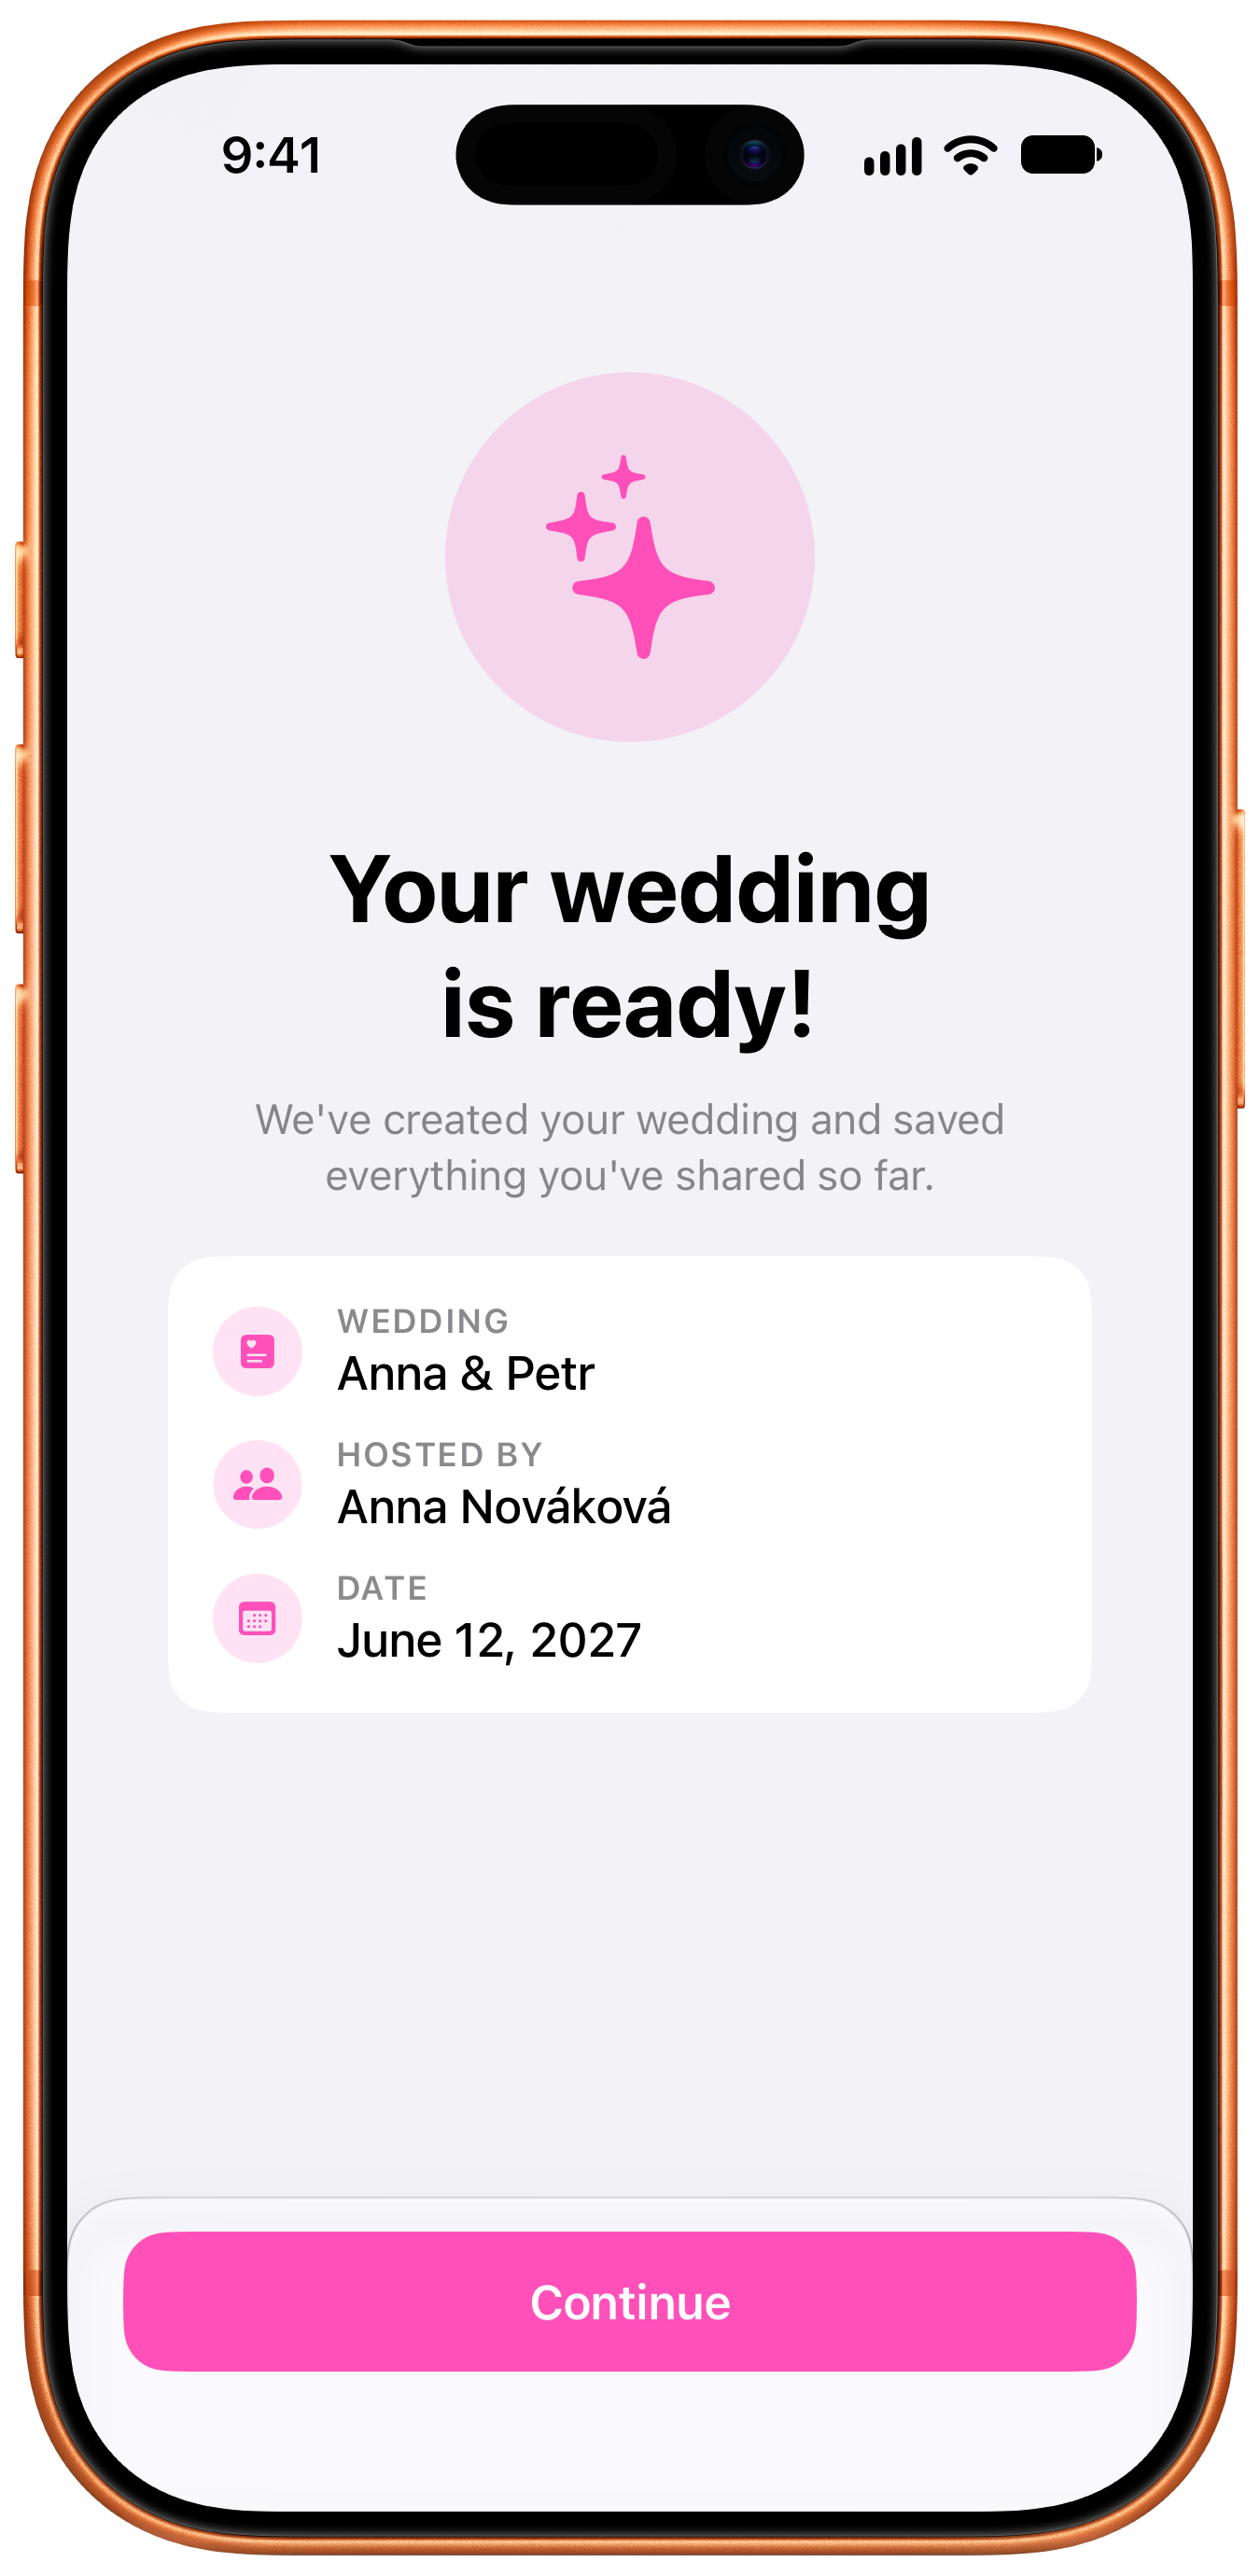 9:41
Your wedding
is ready!
We've created your wedding and saved
everything you've shared so far.
WEDDING
Anna & Petr
HOSTED BY
Anna Nováková
DATE
June 12, 2027
Continue